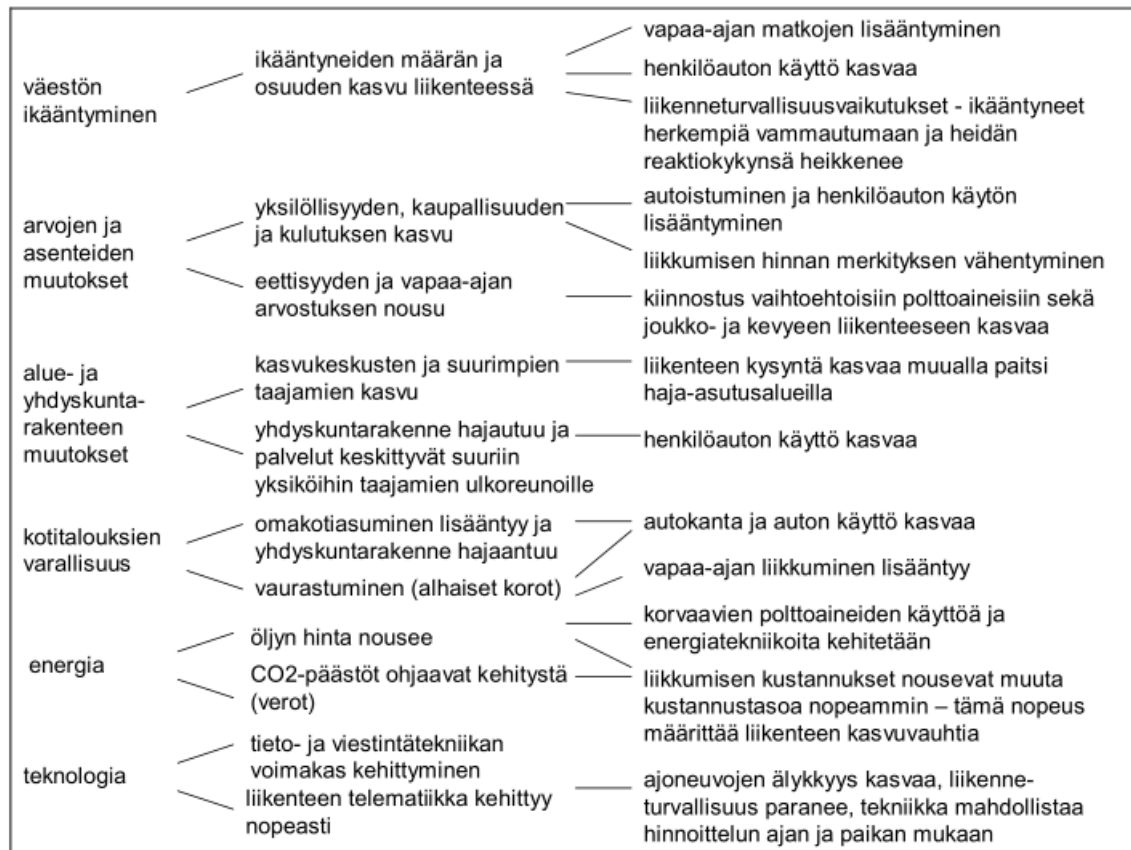 väestön
ikääntyminen
ikääntyneiden määrän ja
osuuden kasvu liikenteessä
vapaa-ajan matkojen lisääntyminen
henkilöauton käyttö kasvaa
liikenneturvallisuusvaikutukset - ikääntyneet
herkempiä vammautumaan ja heidän
reaktiokykynsä heikkenee
arvojen ja
asenteiden
muutokset
yksilöllisyyden, kaupallisuuden
ja kulutuksen kasvu
autoistuminen ja henkilöauton käytön
lisääntyminen
liikkumisen hinnan merkityksen vähentyminen
eettisyyden ja vapaa-ajan
arvostuksen nousu
kiinnostus vaihtoehtoisiin polttoaineisiin sekä
joukko- ja kevyeen liikenteeseen kasvaa
alue- ja
yhdyskunta-
rakenteen
muutokset
kasvukeskusten ja suurimpien
taajamien kasvu
liikenteen kysyntä kasvaa muualla paitsi
haja-asutusalueilla
yhdyskuntarakenne hajautuu ja
palvelut keskittyvät suuriin
yksiköihin taajamien ulkoreunoille
henkilöauton käyttö kasvaa
kotitalouksien
varallisuus
omakotiasuminen lisääntyy ja
yhdyskuntarakenne hajaantuu
autokanta ja auton käyttö kasvaa
vaurastuminen (alhaiset korot)
vapaa-ajan liikkuminen lisääntyy
energia
öljyn hinta nousee
korvaavien polttoaineiden käyttöä ja
energiatekniikoita kehitetään
CO2-päästöt ohjaavat kehitystä
(verot)
liikkumisen kustannukset nousevat muuta
kustannustasoa nopeammin – tämä nopeus
määrittää liikenteen kasvuvauhtia
teknologia
tieto- ja viestintätekniikan
voimakas kehittyminen
liikenteen telematiikka kehittyy
nopeasti
ajoneuvojen älykkyys kasvaa, liikenne-
turvallisuus paranee, tekniikka mahdollistaa
hinnoittelun ajan ja paikan mukaan